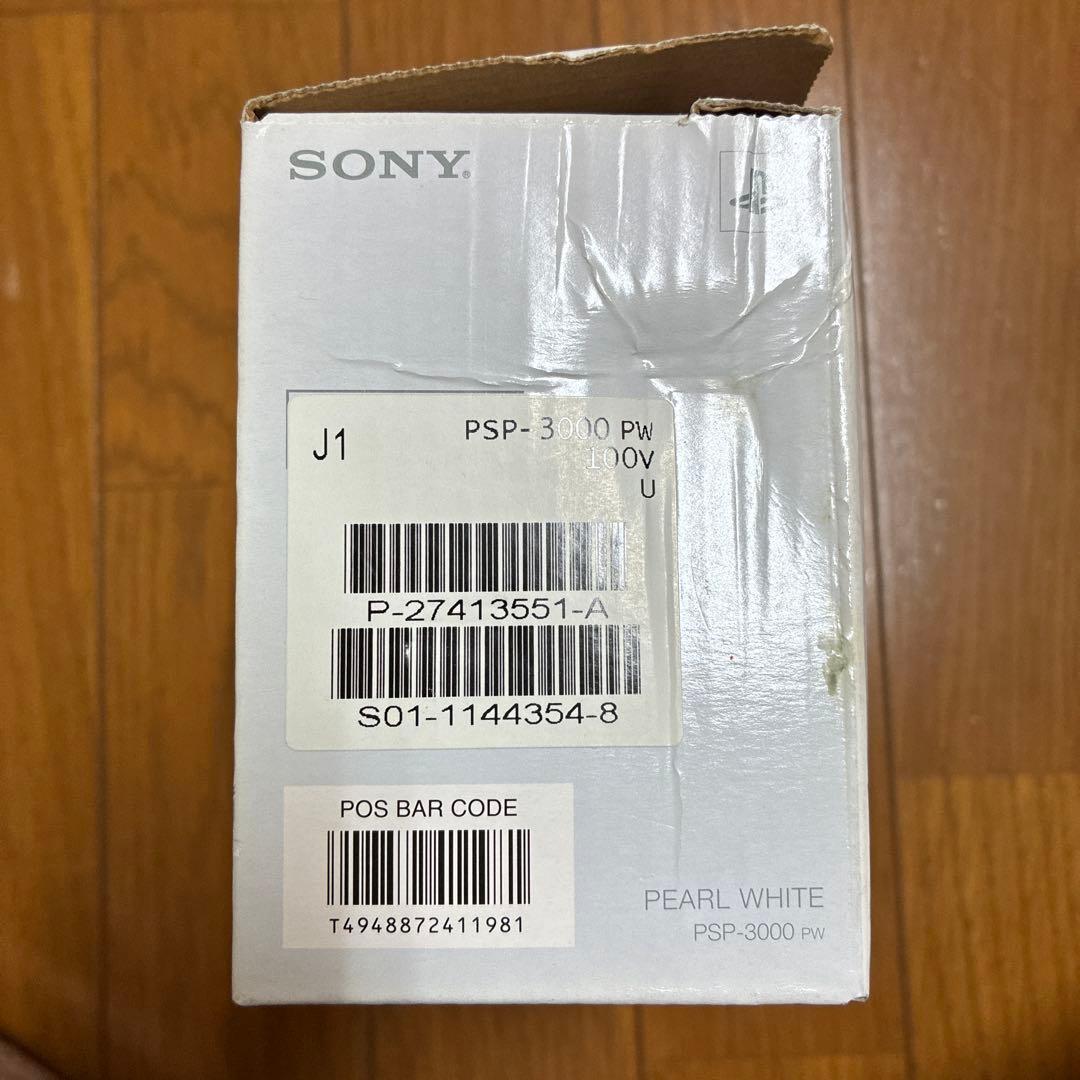 SONY®
J1
PSP-3000 PW
100V
U
P-27413551-A
S01-1144354-8
POS BAR CODE
T4948872411981
PEARL WHITE
PSP-3000 PW